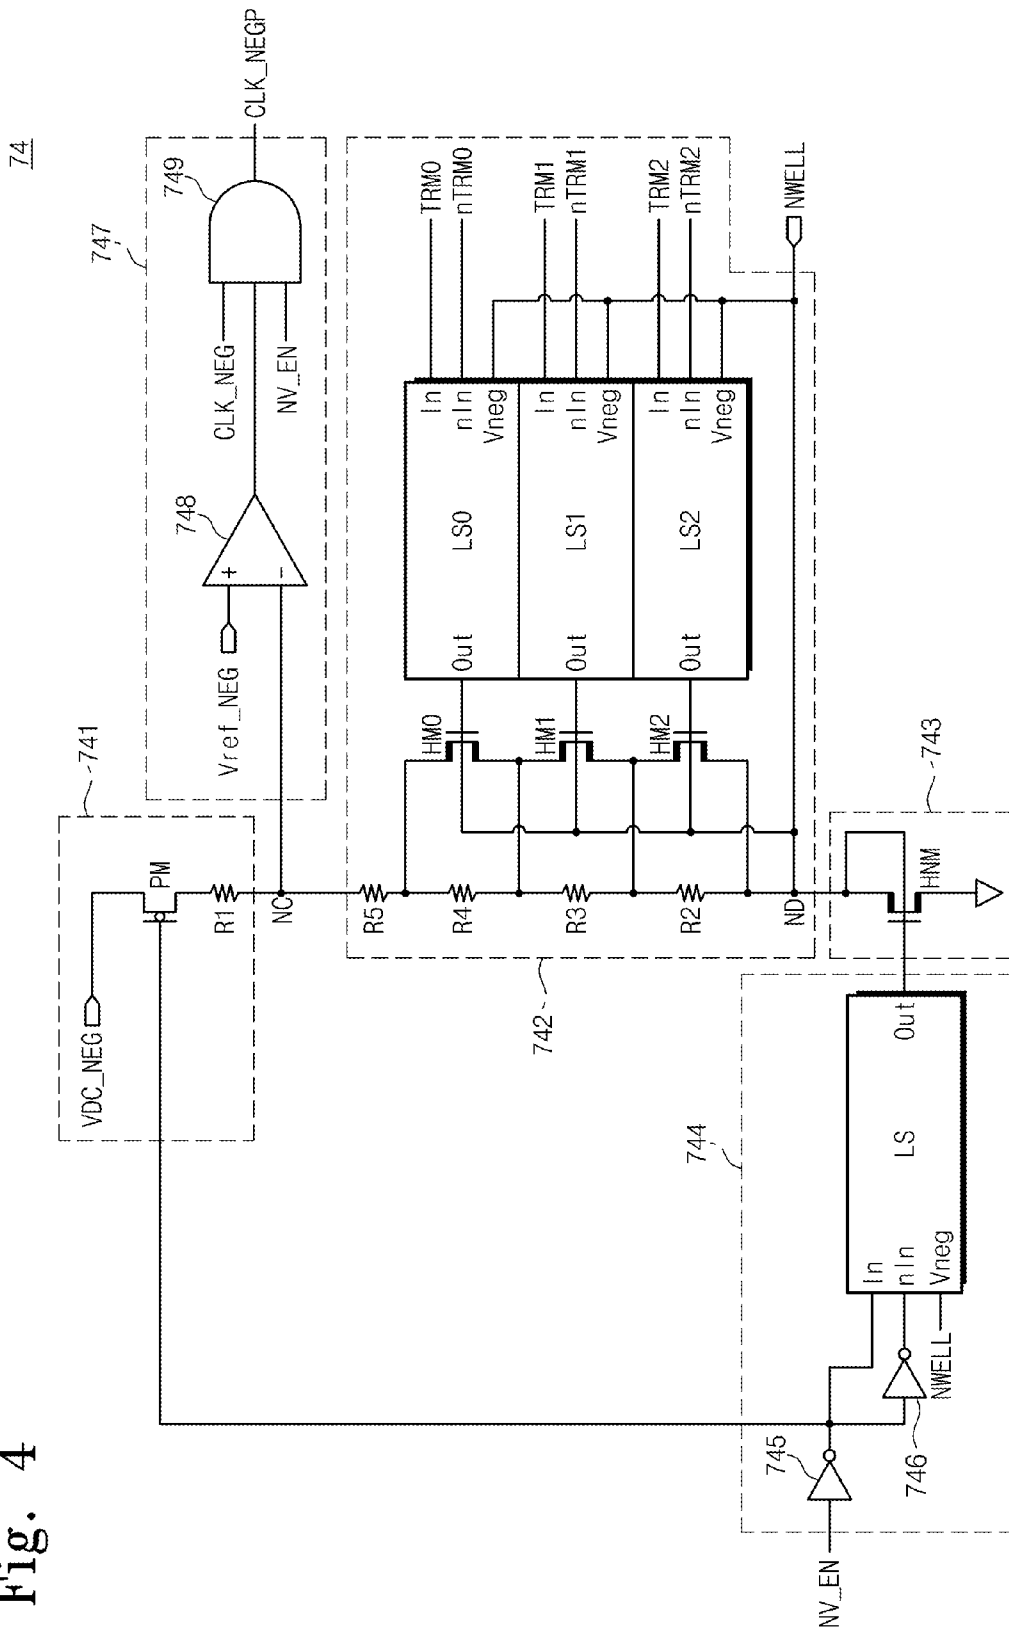 Fig. 4
74
741
VDC_NEG
PM
R1
NC
747
Vref_NEG
+
-
748
CLK_NEG
NV_EN
749
CLK_NEGP
742
R5
R4
R3
R2
ND
HM0
HM1
HM2
Out
LS0
In
nIn
Vneg
TRM0
nTRM0
Out
LS1
In
nIn
Vneg
TRM1
nTRM1
Out
LS2
In
nIn
Vneg
TRM2
nTRM2
NWELL
743
HNM
744
NV_EN
745
746
NWELL
In
nIn
Vneg
LS
Out